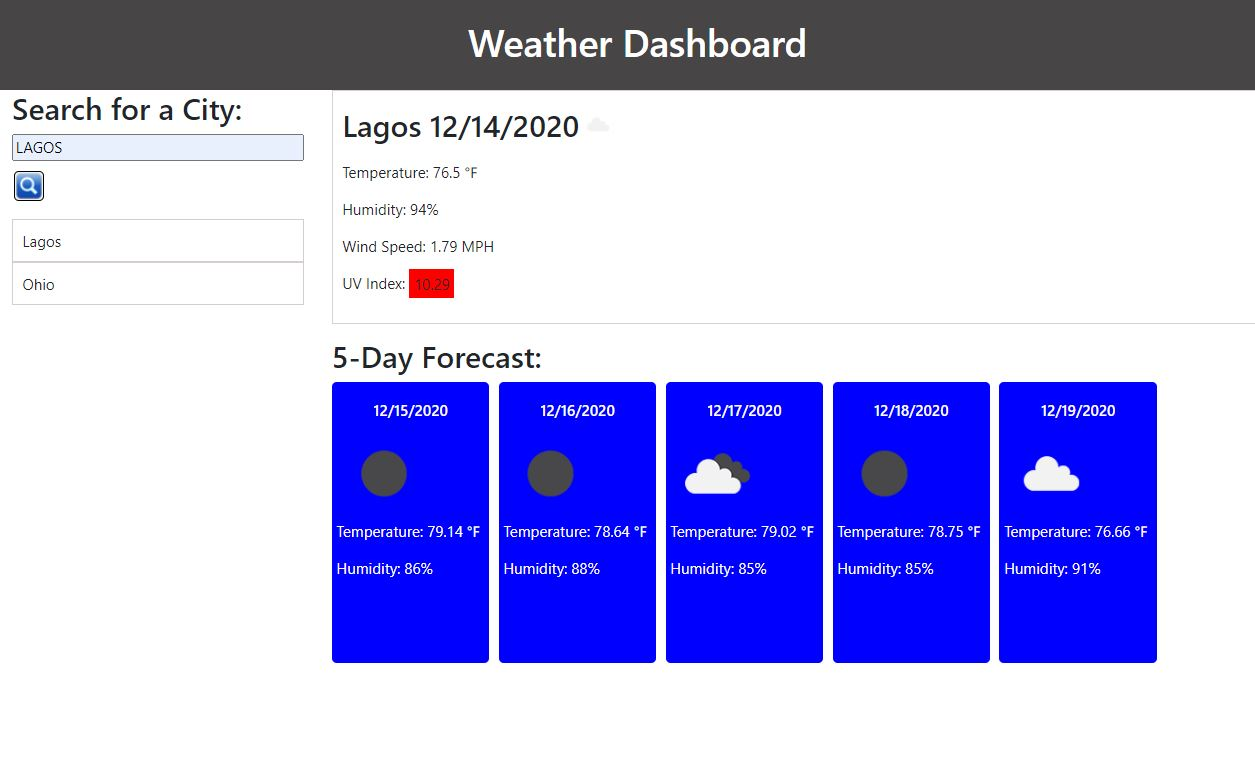 Weather Dashboard
Search for a City:
LAGOS
Lagos
Ohio
Lagos 12/14/2020
Temperature: 76.5 °F
Humidity: 94%
Wind Speed: 1.79 MPH
UV Index: 10.29
5-Day Forecast:
12/15/2020
Temperature: 79.14 °F
Humidity: 86%
12/16/2020
Temperature: 78.64 °F
Humidity: 88%
12/17/2020
Temperature: 79.02 °F
Humidity: 85%
12/18/2020
Temperature: 78.75 °F
Humidity: 85%
12/19/2020
Temperature: 76.66 °F
Humidity: 91%